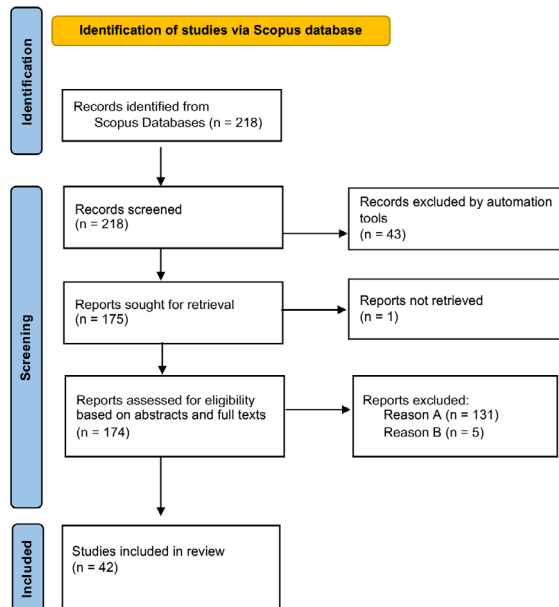 Identification of studies via Scopus database
Identification
Records identified from
Scopus Databases (n = 218)
Screening
Records screened
(n = 218)
Records excluded by automation
tools
(n = 43)
Reports sought for retrieval
(n = 175)
Reports not retrieved
(n = 1)
Reports assessed for eligibility
based on abstracts and full texts
(n = 174)
Reports excluded:
Reason A (n = 131)
Reason B (n = 5)
Included
Studies included in review
(n = 42)